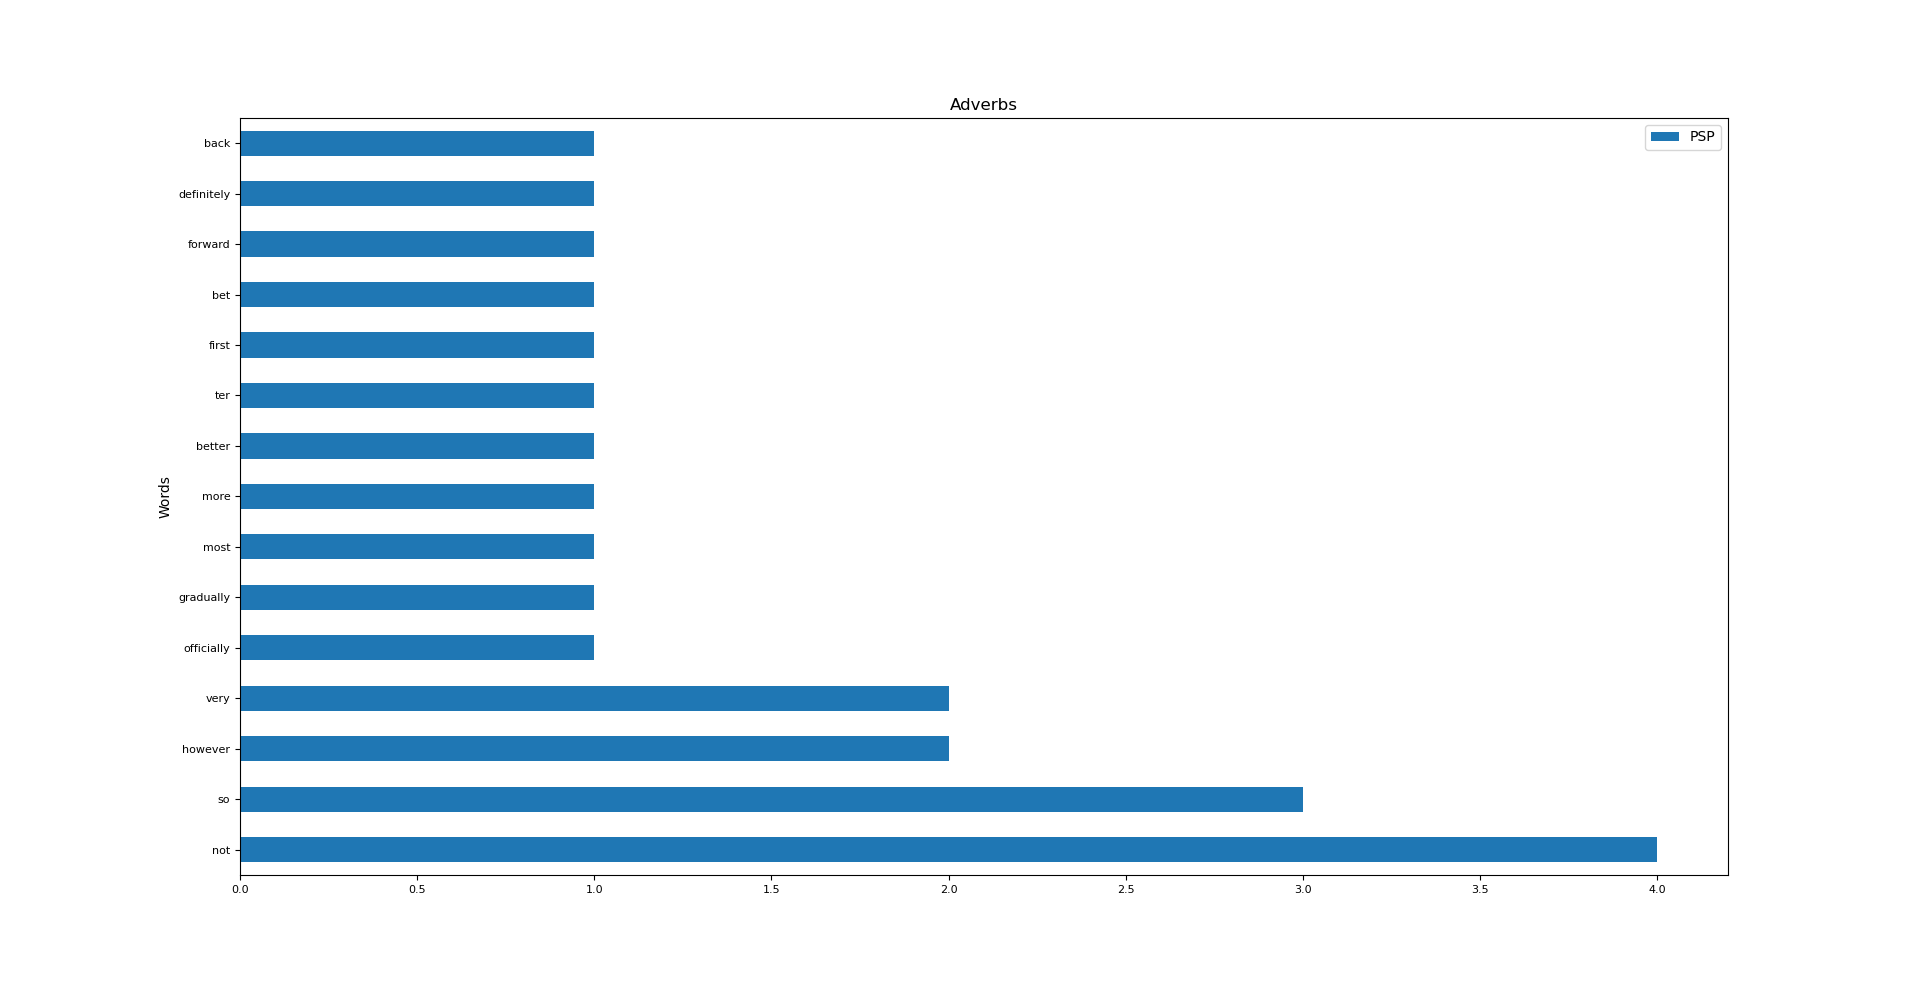 Adverbs
PSP
Words
back
definitely
forward
bet
first
ter
better
more
most
gradually
officially
very
however
so
not
0.0 0.5 1.0 1.5 2.0 2.5 3.0 3.5 4.0